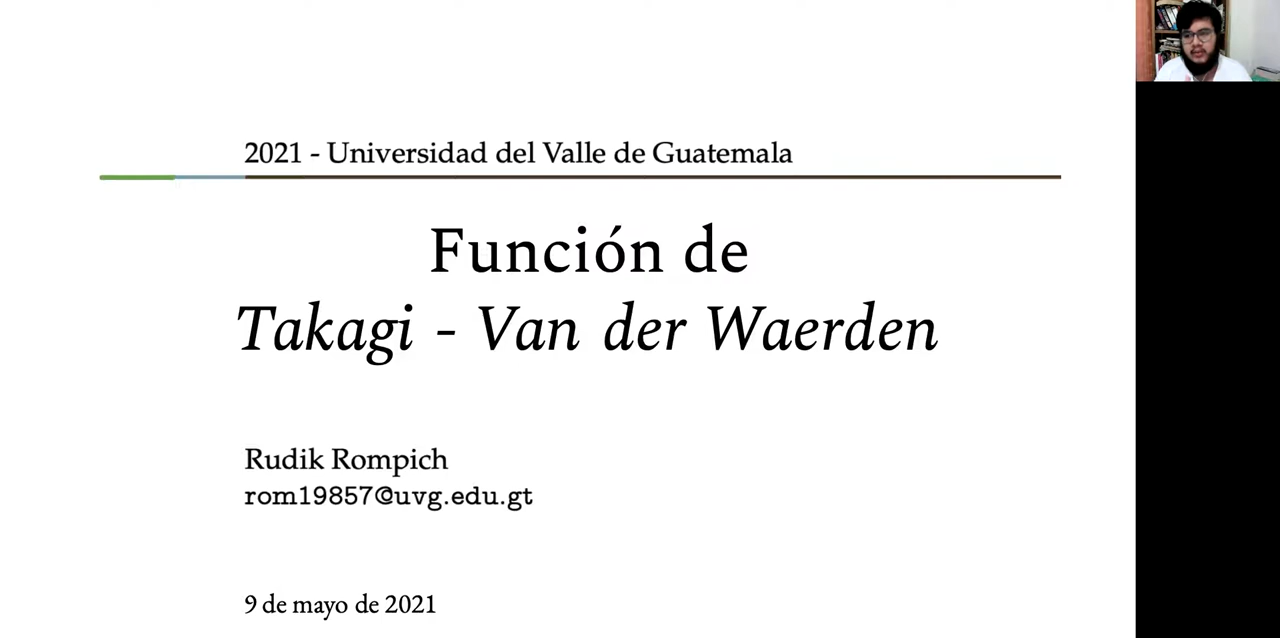 2021 - Universidad del Valle de Guatemala
Función de
Takagi - Van der Waerden
Rudik Rompich
rom19857@uvg.edu.gt
9 de mayo de 2021